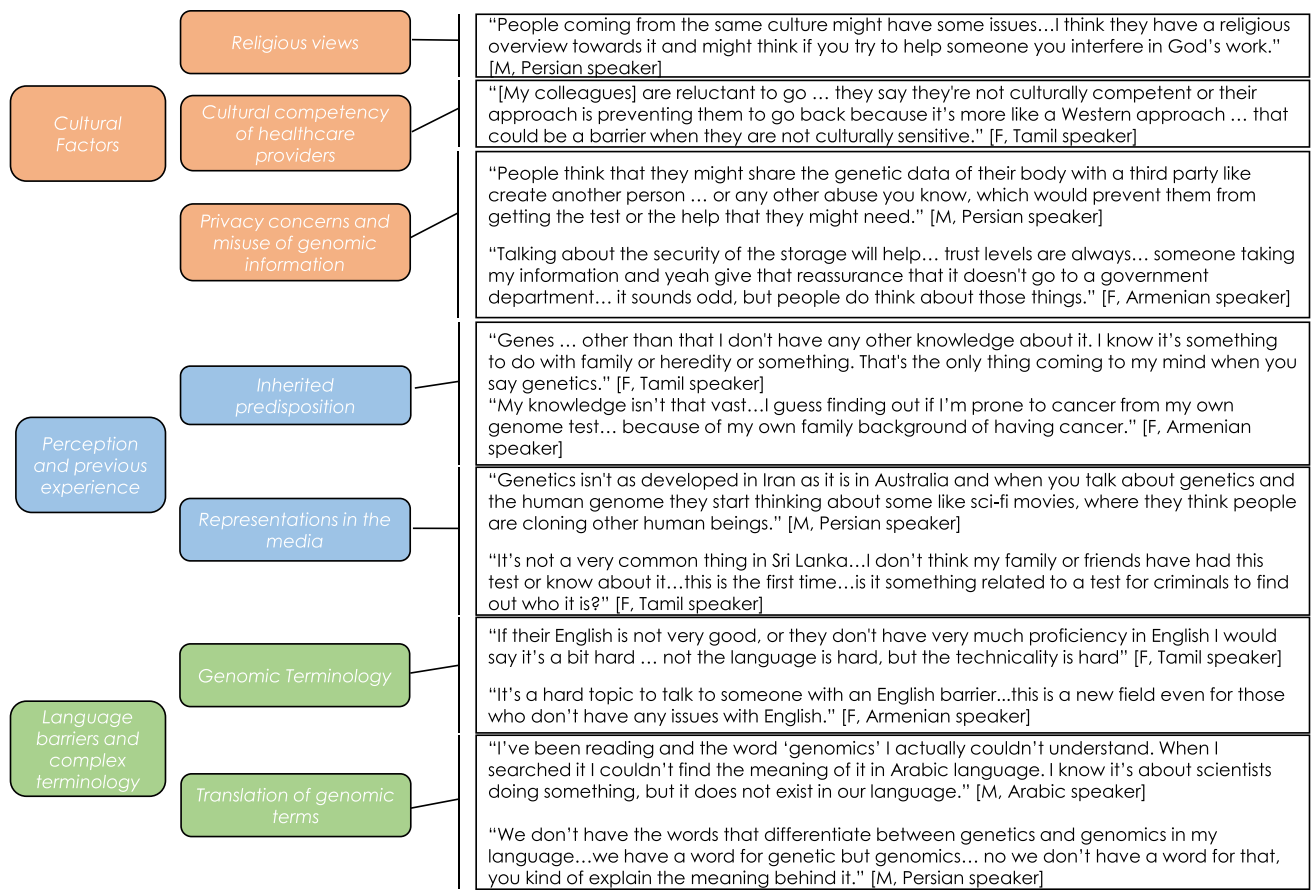 Cultural
Factors
Religious views
“People coming from the same culture might have some issues…I think they have a religious
overview towards it and might think if you try to help someone you interfere in God’s work.”
[M, Persian speaker]
Cultural competency
of healthcare
providers
“[My colleagues] are reluctant to go … they say they're not culturally competent or their
approach is preventing them to go back because it’s more like a Western approach … that
could be a barrier when they are not culturally sensitive.” [F, Tamil speaker]
Privacy concerns and
misuse of genomic
information
“People think that they might share the genetic data of their body with a third party like
create another person … or any other abuse you know, which would prevent them from
getting the test or the help that they might need.” [M, Persian speaker]
“Talking about the security of the storage will help… trust levels are always… someone taking
my information and yeah give that reassurance that it doesn't go to a government
department… it sounds odd, but people do think about those things.” [F, Armenian speaker]
Perception
and previous
experience
Inherited
predisposition
“Genes … other than that I don't have any other knowledge about it. I know it’s something
to do with family or heredity or something. That's the only thing coming to my mind when you
say genetics.” [F, Tamil speaker]
“My knowledge isn’t that vast…I guess finding out if I’m prone to cancer from my own
genome test… because of my own family background of having cancer.” [F, Armenian
speaker]
Representations in the
media
“Genetics isn't as developed in Iran as it is in Australia and when you talk about genetics and
the human genome they start thinking about some like sci-fi movies, where they think people
are cloning other human beings.” [M, Persian speaker]
“It’s not a very common thing in Sri Lanka…I don’t think my family or friends have had this
test or know about it…this is the first time…is it something related to a test for criminals to find
out who it is?” [F, Tamil speaker]
Language
barriers and
complex
terminology
Genomic Terminology
“If their English is not very good, or they don't have very much proficiency in English I would
say it’s a bit hard … not the language is hard, but the technicality is hard” [F, Tamil speaker]
“It’s a hard topic to talk to someone with an English barrier...this is a new field even for those
who don’t have any issues with English.” [F, Armenian speaker]
Translation of genomic
terms
“I’ve been reading and the word ‘genomics’ I actually couldn’t understand. When I
searched it I couldn’t find the meaning of it in Arabic language. I know it’s about scientists
doing something, but it does not exist in our language.” [M, Arabic speaker]
“We don’t have the words that differentiate between genetics and genomics in my
language…we have a word for genetic but genomics… no we don’t have a word for that,
you kind of explain the meaning behind it.” [M, Persian speaker]